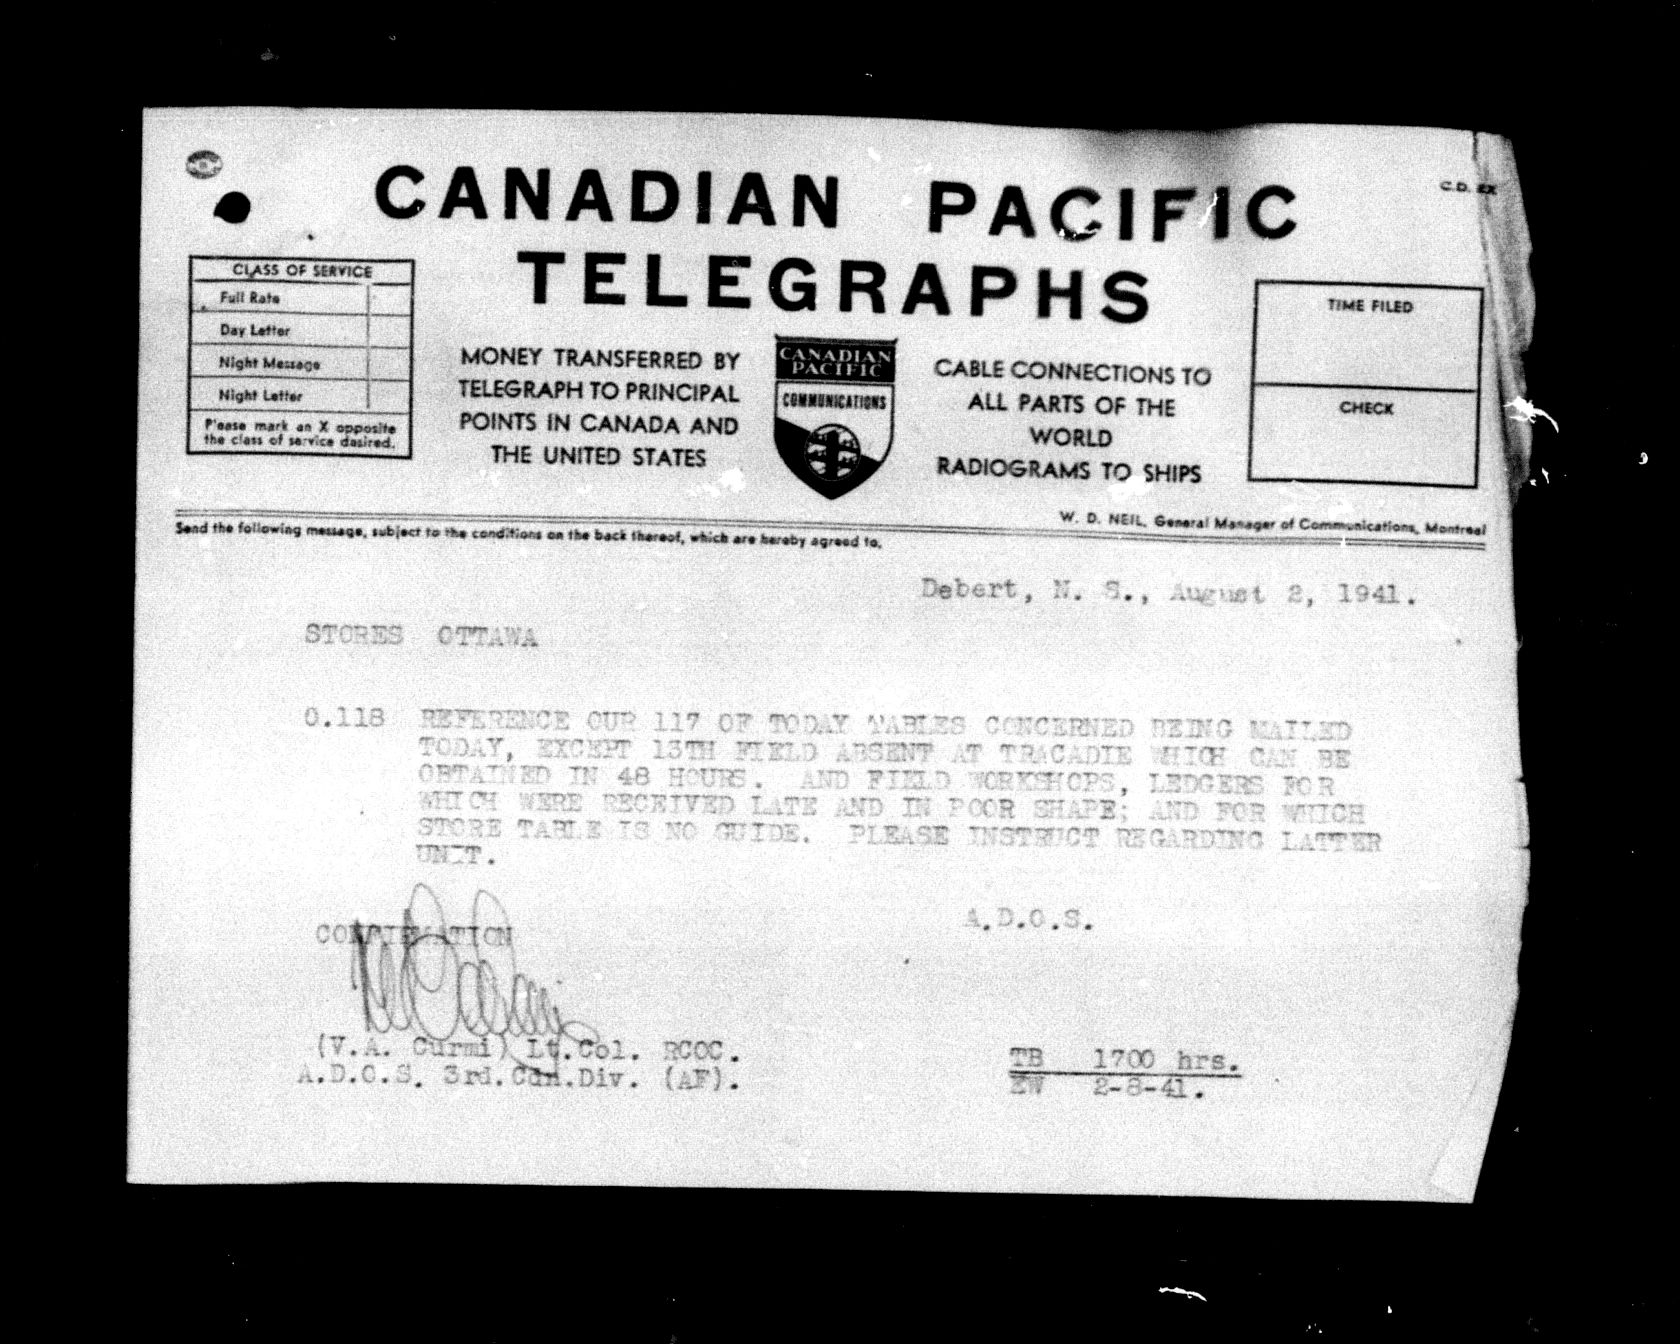 C.D. EX
CANADIAN PACIFIC
TELEGRAPHS
CLASS OF SERVICE
Full Rate
Day Letter
Night Message
Night Letter
Please mark an X opposite
the class of service desired.
MONEY TRANSFERRED BY
TELEGRAPH TO PRINCIPAL
POINTS IN CANADA AND
THE UNITED STATES
CANADIAN
PACIFIC
COMMUNICATIONS
CABLE CONNECTIONS TO
ALL PARTS OF THE
WORLD
RADIOGRAMS TO SHIPS
TIME FILED
CHECK
W. D. NEIL, General Manager of Communications, Montreal
Send the following message, subject to the conditions on the back thereof, which are hereby agreed to.
Debert, N. S., August 2, 1941.
STORES OTTAWA
O.118 REFERENCE OUR 117 OF TODAY TABLES CONCERNED BEING MAILED
TODAY, EXCEPT 13TH FIELD ABSENT AT TRACADIE WHICH CAN BE
OBTAINED IN 48 HOURS. AND FIELD WORKSHOPS, LEDGERS FOR
WHICH WERE RECEIVED LATE AND IN POOR SHAPE; AND FOR WHICH
STORE TABLE IS NO GUIDE. PLEASE INSTRUCT REGARDING LATTER
UNIT.
A.D.O.S.
CONFIRMATION
(V.A. Curmi) Lt.Col. RCOC.
A.D.O.S. 3rd.Cdn.Div. (AF).
TB 1700 hrs.
EW 2-8-41.